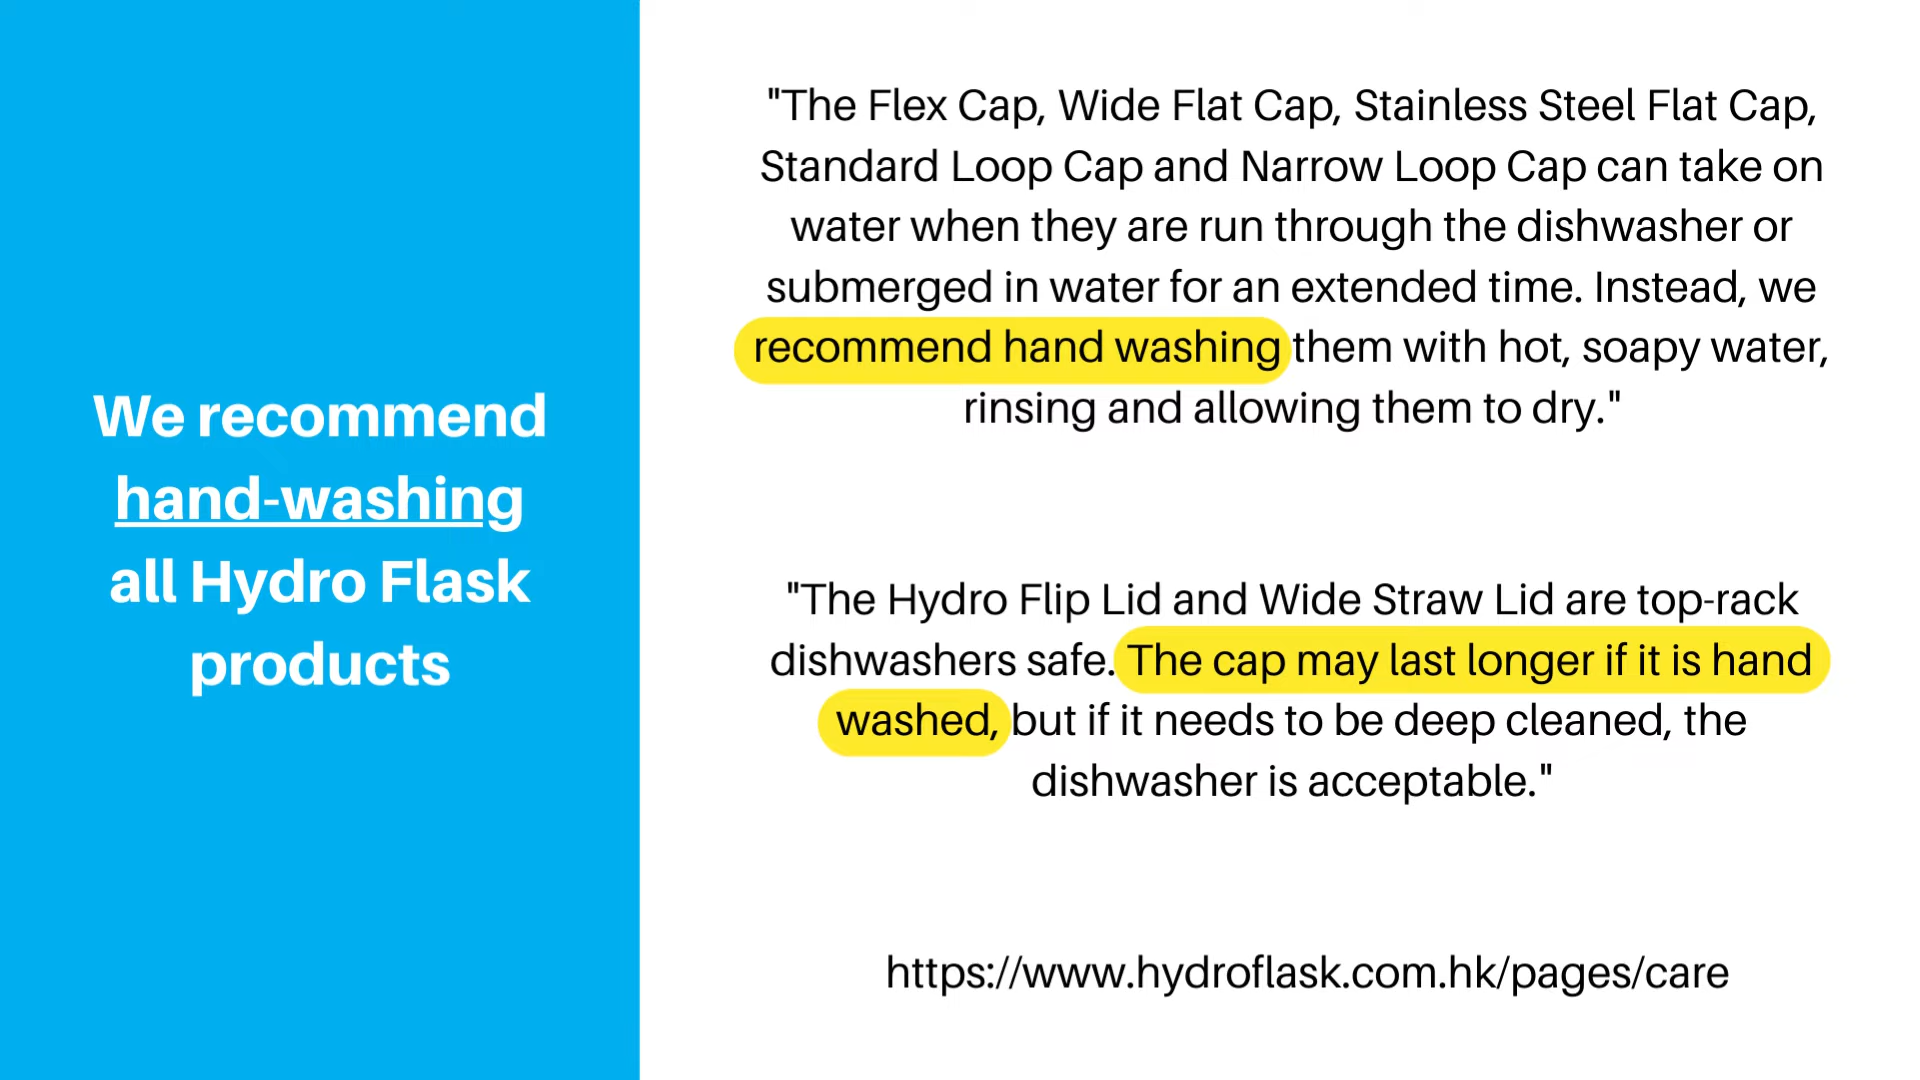 We recommend
hand-washing
all Hydro Flask
products
"The Flex Cap, Wide Flat Cap, Stainless Steel Flat Cap,
Standard Loop Cap and Narrow Loop Cap can take on
water when they are run through the dishwasher or
submerged in water for an extended time. Instead, we
recommend hand washing them with hot, soapy water,
rinsing and allowing them to dry."
"The Hydro Flip Lid and Wide Straw Lid are top-rack
dishwashers safe. The cap may last longer if it is hand
washed, but if it needs to be deep cleaned, the
dishwasher is acceptable."
https://www.hydroflask.com.hk/pages/care